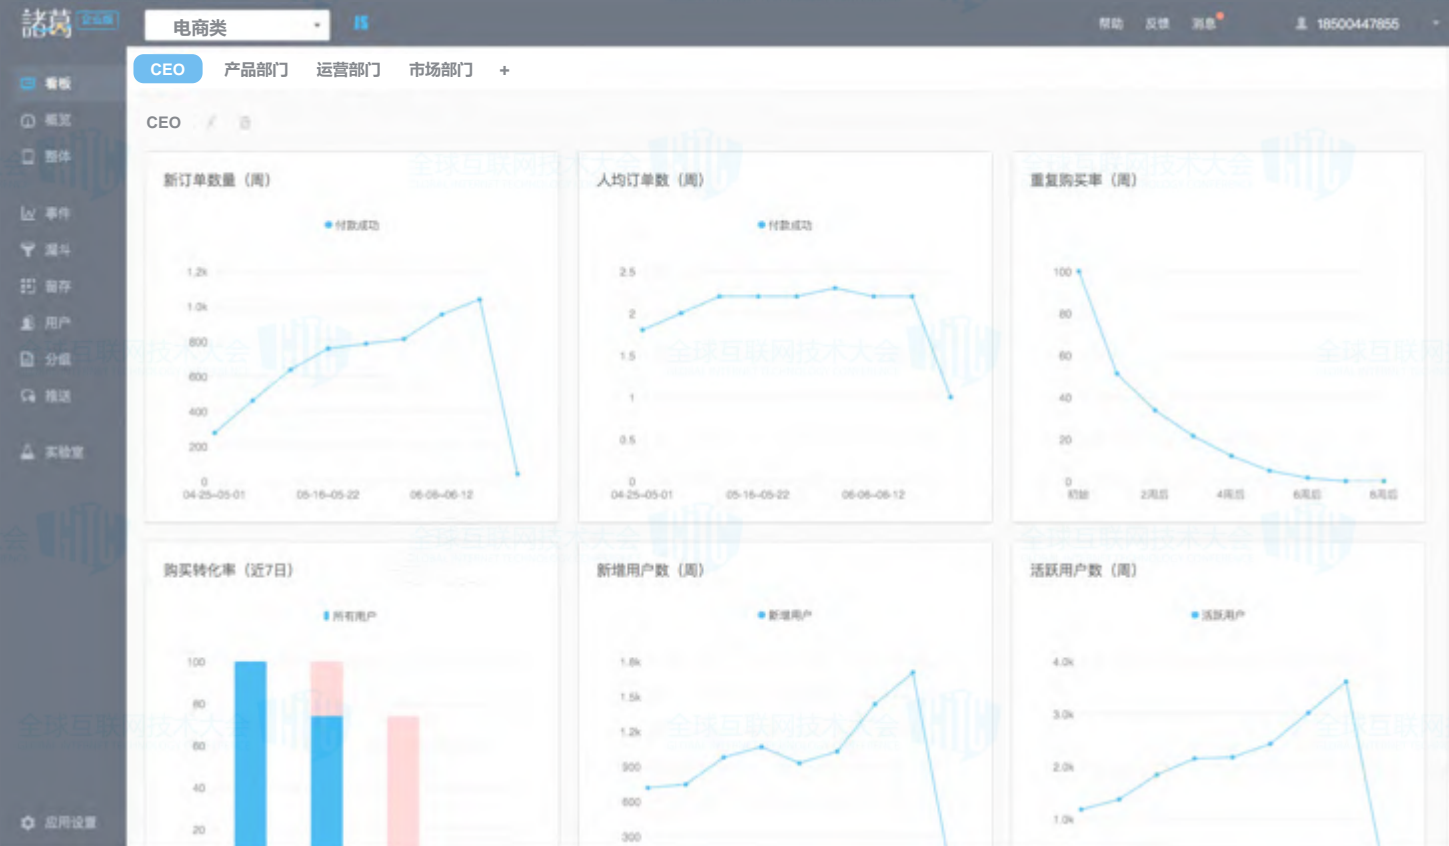 諸葛 企业版 电商类 JS 帮助 反馈 消息 18500447855
CEO 产品部门 运营部门 市场部门 +
看板
概览
整体
事件
漏斗
留存
用户
分组
推送
实验室
应用设置
CEO
新订单数量（周）
付款成功
1.2k
1.0k
800
600
400
200
0
04-25~05-01 05-16~05-22 06-06~06-12
人均订单数（周）
付款成功
2.5
2
1.5
1
0.5
0
04-25~05-01 05-16~05-22 06-06~06-12
重复购买率（周）
100
80
60
40
20
0
初始 2周后 4周后 6周后 8周后
购买转化率（近7日）
所有用户
100
80
60
40
20
新增用户数（周）
新增用户
1.8k
1.5k
1.2k
900
600
300
活跃用户数（周）
活跃用户
4.0k
3.0k
2.0k
1.0k
全球互联网技术大会